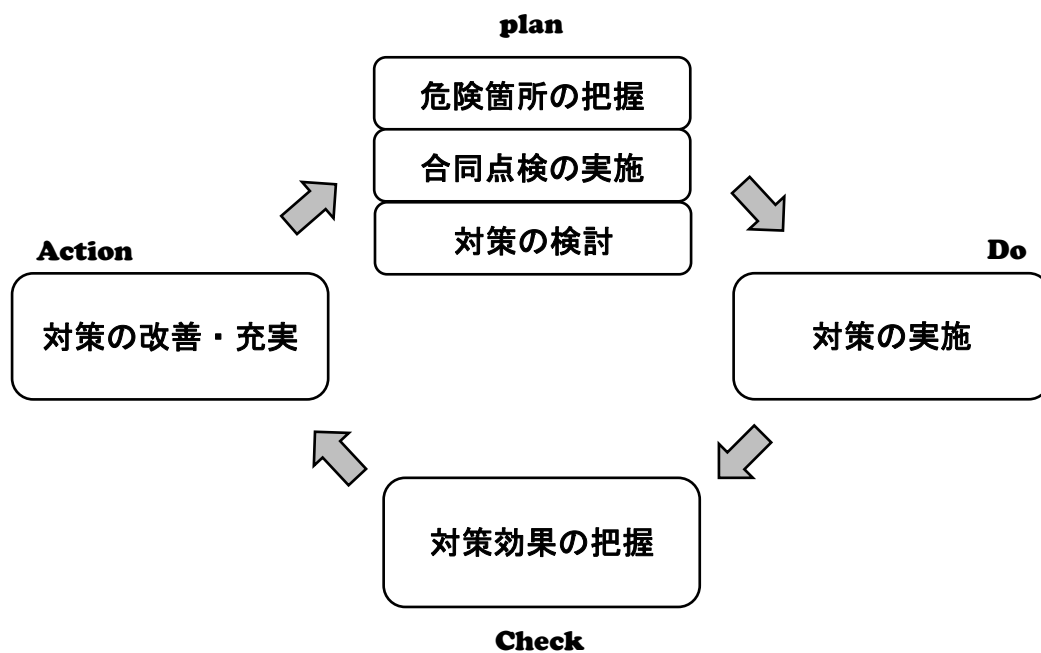 plan
危険箇所の把握
合同点検の実施
対策の検討
Action
Do
対策の改善・充実
対策の実施
対策効果の把握
Check